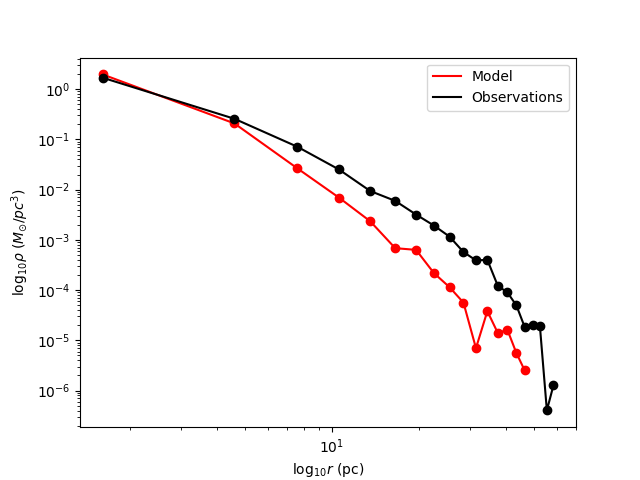 Model
Observations
10⁰
10⁻¹
10⁻²
10⁻³
10⁻⁴
10⁻⁵
10⁻⁶
log₁₀ρ (M☉/pc³)
10¹
log₁₀r (pc)